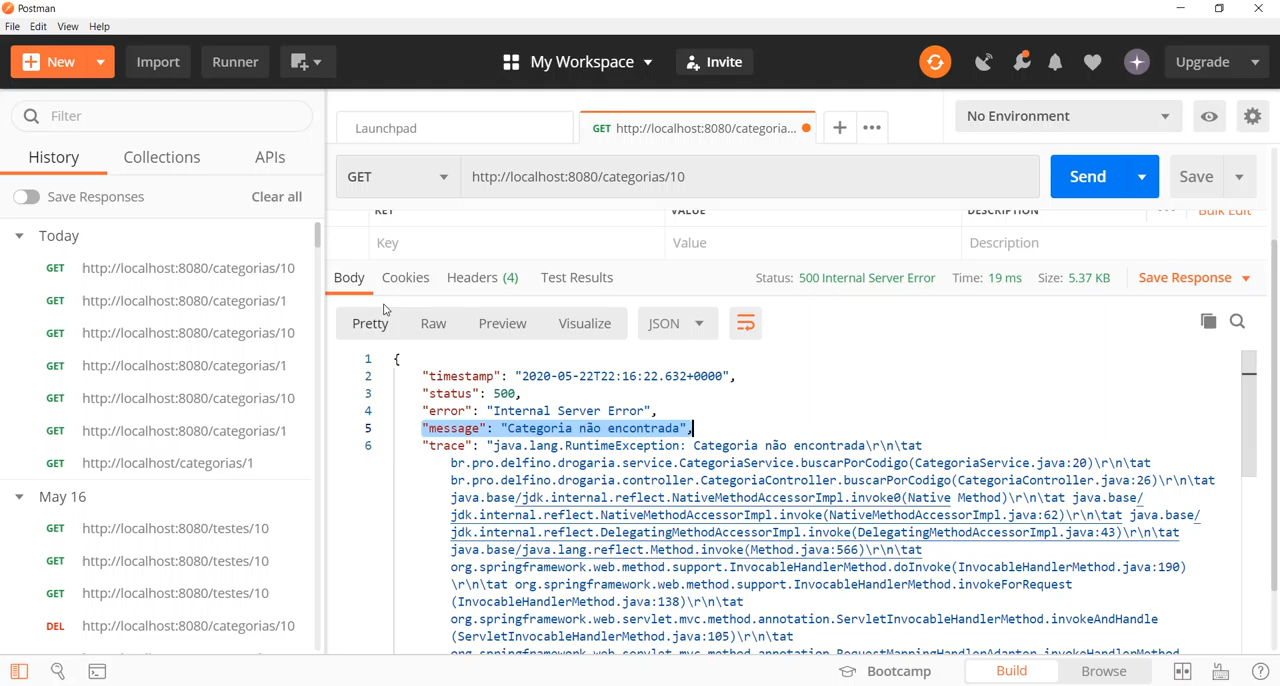 Postman
File Edit View Help
New Import Runner My Workspace Invite Upgrade
Filter
History Collections APIs
Save Responses Clear all
Today
GET http://localhost:8080/categorias/10
GET http://localhost:8080/categorias/1
GET http://localhost:8080/categorias/10
GET http://localhost:8080/categorias/1
GET http://localhost:8080/categorias/10
GET http://localhost:8080/categorias/1
GET http://localhost/categorias/1
May 16
GET http://localhost:8080/testes/10
GET http://localhost:8080/testes/10
GET http://localhost:8080/testes/10
DEL http://localhost:8080/categorias/10
Launchpad GET http://localhost:8080/categoria... No Environment
GET http://localhost:8080/categorias/10 Send Save
KEY VALUE DESCRIPTION Bulk Edit
Key Value Description
Body Cookies Headers (4) Test Results Status: 500 Internal Server Error Time: 19 ms Size: 5.37 KB Save Response
Pretty Raw Preview Visualize JSON
1 {
2 "timestamp": "2020-05-22T22:16:22.632+0000",
3 "status": 500,
4 "error": "Internal Server Error",
5 "message": "Categoria não encontrada",
6 "trace": "java.lang.RuntimeException: Categoria não encontrada\r\n\tat
br.pro.delfino.drogaria.service.CategoriaService.buscarPorCodigo(CategoriaService.java:20)\r\n\tat
br.pro.delfino.drogaria.controller.CategoriaController.buscarPorCodigo(CategoriaController.java:26)\r\n\tat
java.base/jdk.internal.reflect.NativeMethodAccessorImpl.invoke0(Native Method)\r\n\tat java.base/
jdk.internal.reflect.NativeMethodAccessorImpl.invoke(NativeMethodAccessorImpl.java:62)\r\n\tat java.base/
jdk.internal.reflect.DelegatingMethodAccessorImpl.invoke(DelegatingMethodAccessorImpl.java:43)\r\n\tat
java.base/java.lang.reflect.Method.invoke(Method.java:566)\r\n\tat
org.springframework.web.method.support.InvocableHandlerMethod.doInvoke(InvocableHandlerMethod.java:190)
\r\n\tat org.springframework.web.method.support.InvocableHandlerMethod.invokeForRequest
(InvocableHandlerMethod.java:138)\r\n\tat
org.springframework.web.servlet.mvc.method.annotation.ServletInvocableHandlerMethod.invokeAndHandle
(ServletInvocableHandlerMethod.java:105)\r\n\tat
org.springframework.web.servlet.mvc.method.annotation.RequestMappingHandlerAdapter.invokeHandlerMethod
Bootcamp Build Browse